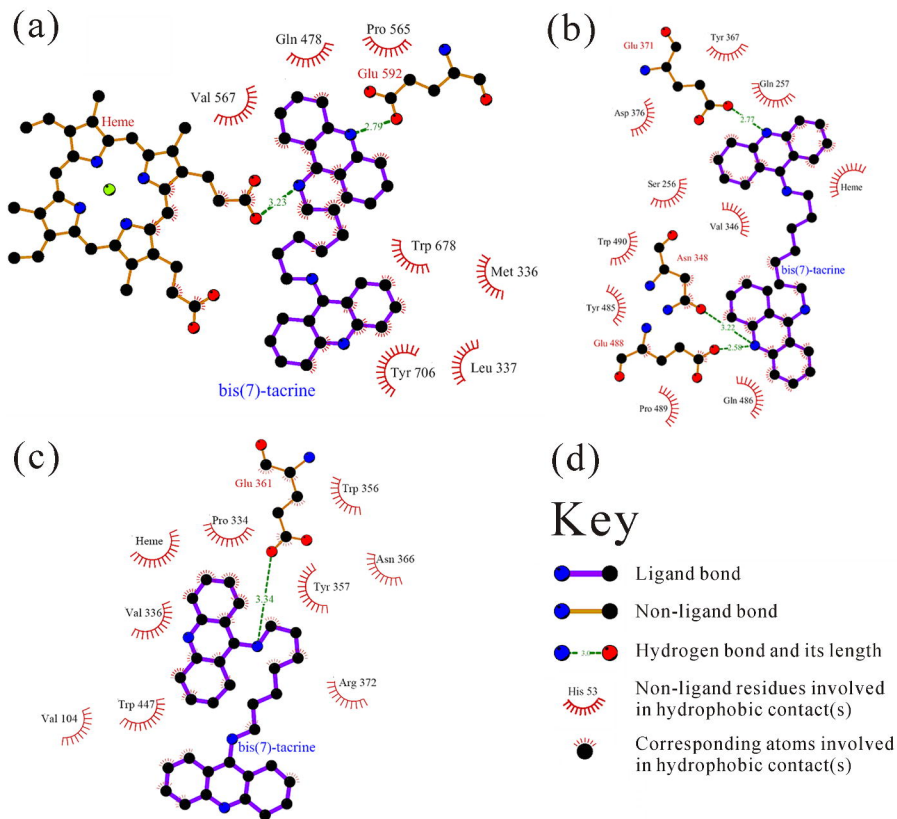 (a)
Gln 478
Pro 565
Glu 592
Val 567
Heme
2.79
3.23
Trp 678
Met 336
Tyr 706
Leu 337
bis(7)-tacrine
(b)
Glu 371
Tyr 367
Gln 257
Asp 376
2.77
Ser 256
Heme
Val 346
Trp 490
Asn 348
bis(7)-tacrine
Tyr 485
3.22
Glu 488
2.58
Pro 489
Gln 486
(c)
Glu 361
Trp 356
Pro 334
Heme
Asn 366
Tyr 357
3.34
Val 336
Arg 372
Trp 447
Val 104
bis(7)-tacrine
(d)
Key
Ligand bond
Non-ligand bond
Hydrogen bond and its length
His 53
Non-ligand residues involved
in hydrophobic contact(s)
Corresponding atoms involved
in hydrophobic contact(s)